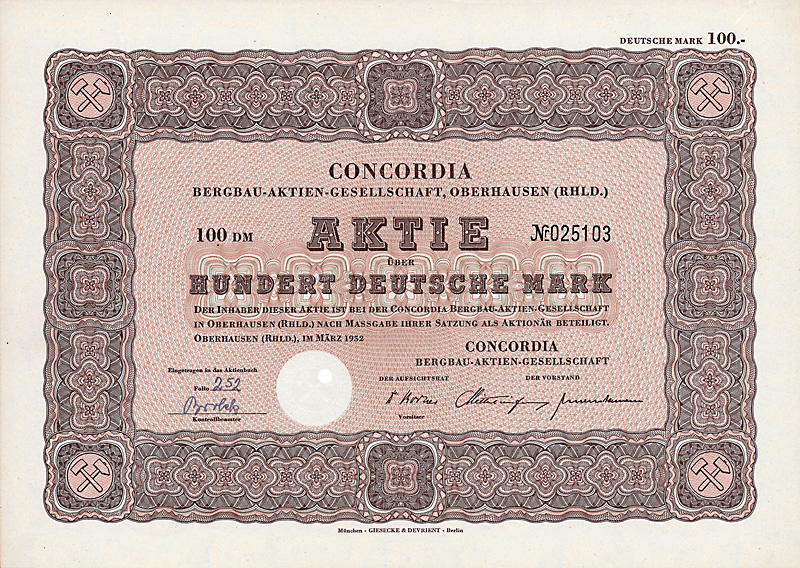 DEUTSCHE MARK 100.-
CONCORDIA
BERGBAU-AKTIEN-GESELLSCHAFT, OBERHAUSEN (RHLD.)
100 DM AKTIE № 025103
ÜBER
HUNDERT DEUTSCHE MARK
DER INHABER DIESER AKTIE IST BEI DER CONCORDIA BERGBAU-AKTIEN-GESELLSCHAFT
IN OBERHAUSEN (RHLD.) NACH MASSGABE IHRER SATZUNG ALS AKTIONÄR BETEILIGT.
OBERHAUSEN (RHLD.), IM MÄRZ 1952
CONCORDIA
BERGBAU-AKTIEN-GESELLSCHAFT
Eingetragen in das Aktienbuch
DER AUFSICHTSRAT DER VORSTAND
Folio 252
Vorsitzer
Kontrollbeamter
München - GIESECKE & DEVRIENT - Berlin